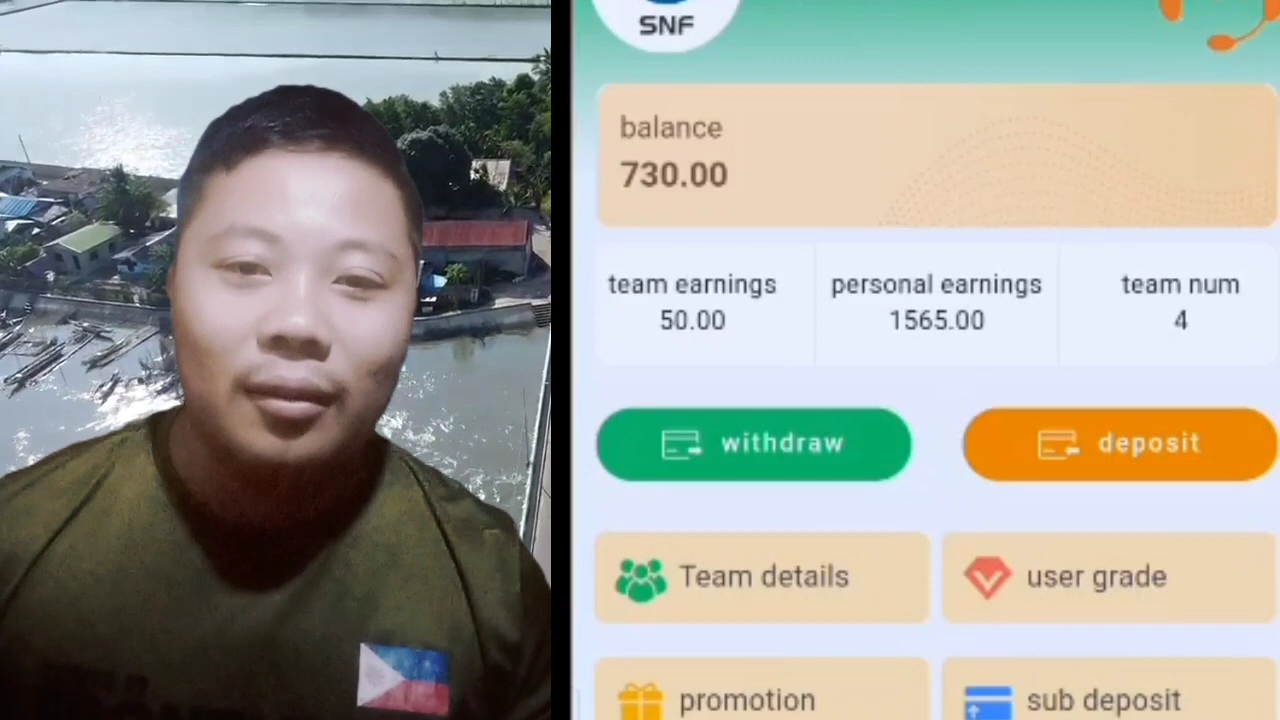 SNF
balance
730.00
team earnings
50.00
personal earnings
1565.00
team num
4
withdraw
deposit
Team details
user grade
promotion
sub deposit